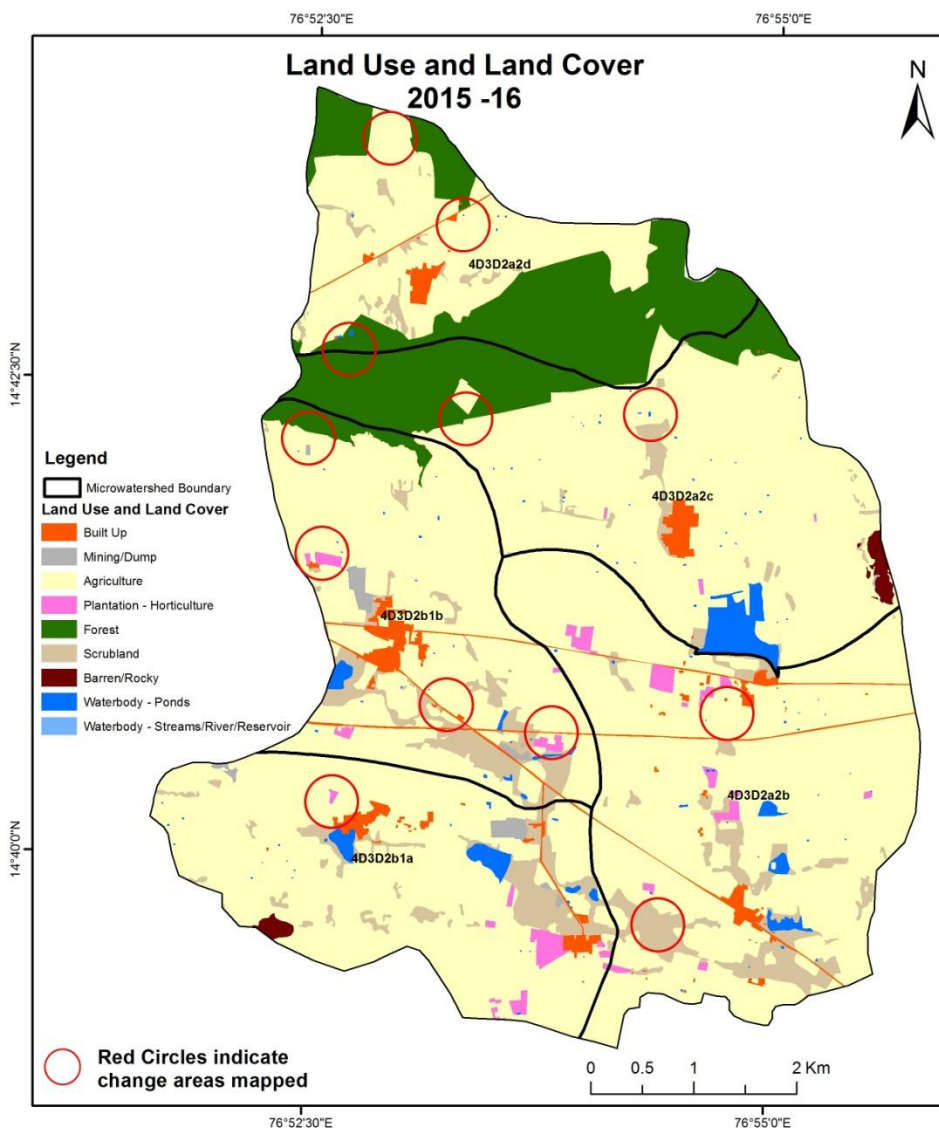 76°52'30"E
76°55'0"E
Land Use and Land Cover
2015 -16
N
4D3D2a2d
14°42'30"N
Legend
Microwatershed Boundary
Land Use and Land Cover
Built Up
Mining/Dump
Agriculture
Plantation - Horticulture
Forest
Scrubland
Barren/Rocky
Waterbody - Ponds
Waterbody - Streams/River/Reservoir
4D3D2a2c
4D3D2b1b
4D3D2a2b
14°40'0"N
4D3D2b1a
Red Circles indicate
change areas mapped
0 0.5 1 2 Km
76°52'30"E
76°55'0"E